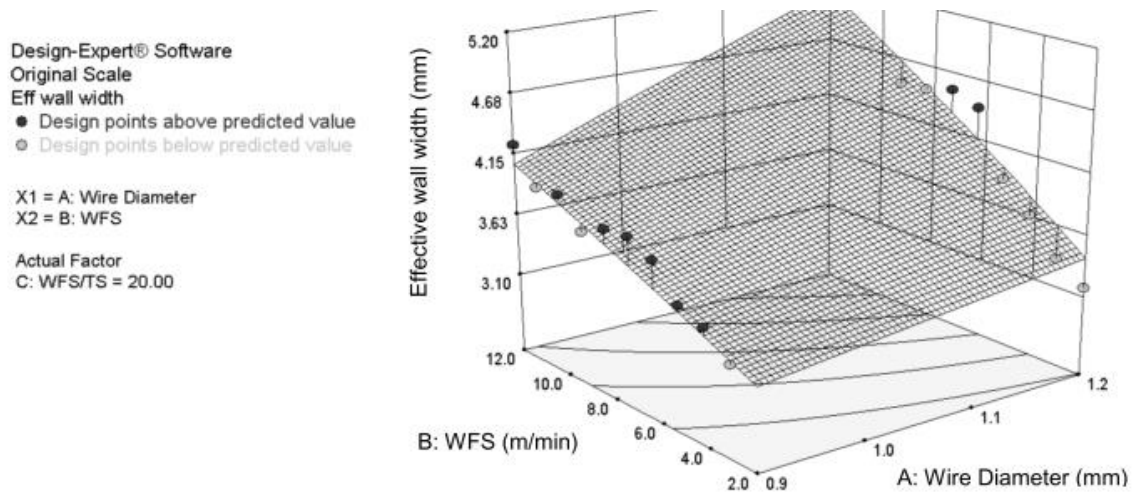 Design-Expert® Software
Original Scale
Eff wall width
Design points above predicted value
Design points below predicted value
X1 = A: Wire Diameter
X2 = B: WFS
Actual Factor
C: WFS/TS = 20.00
Effective wall width (mm)
5.20
4.68
4.15
3.63
3.10
12.0
10.0
8.0
6.0
4.0
2.0
B: WFS (m/min)
0.9
1.0
1.1
1.2
A: Wire Diameter (mm)